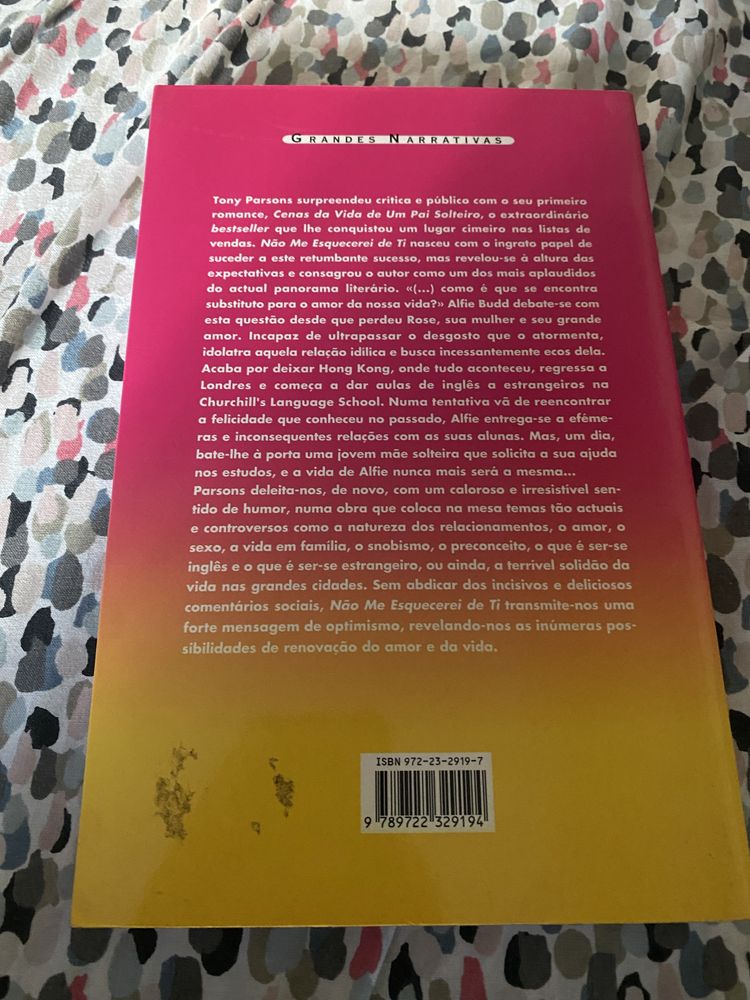 GRANDES NARRATIVAS
Tony Parsons surpreendeu crítica e público com o seu primeiro
romance, Cenas da Vida de Um Pai Solteiro, o extraordinário
bestseller que lhe conquistou um lugar cimeiro nas listas de
vendas. Não Me Esquecerei de Ti nasceu com o ingrato papel de
suceder a este retumbante sucesso, mas revelou-se à altura das
expectativas e consagrou o autor como um dos mais aplaudidos
do actual panorama literário. «(...) como é que se encontra
substituto para o amor da nossa vida?» Alfie Budd debate-se com
esta questão desde que perdeu Rose, sua mulher e seu grande
amor. Incapaz de ultrapassar o desgosto que o atormenta,
idolatra aquela relação idílica e busca incessantemente ecos dela.
Acaba por deixar Hong Kong, onde tudo aconteceu, regressa a
Londres e começa a dar aulas de inglês a estrangeiros na
Churchill's Language School. Numa tentativa vã de reencontrar
a felicidade que conheceu no passado, Alfie entrega-se a eféme-
ras e inconsequentes relações com as suas alunas. Mas, um dia,
bate-lhe à porta uma jovem mãe solteira que solicita a sua ajuda
nos estudos, e a vida de Alfie nunca mais será a mesma...
Parsons deleita-nos, de novo, com um caloroso e irresistível sen-
tido de humor, numa obra que coloca na mesa temas tão actuais
e controversos como a natureza dos relacionamentos, o amor, o
sexo, a vida em família, o snobismo, o preconceito, o que é ser-se
inglês e o que é ser-se estrangeiro, ou ainda, a terrível solidão da
vida nas grandes cidades. Sem abdicar dos incisivos e deliciosos
comentários sociais, Não Me Esquecerei de Ti transmite-nos uma
forte mensagem de optimismo, revelando-nos as inúmeras pos-
sibilidades de renovação do amor e da vida.
ISBN 972-23-2919-7
9 789722 329194